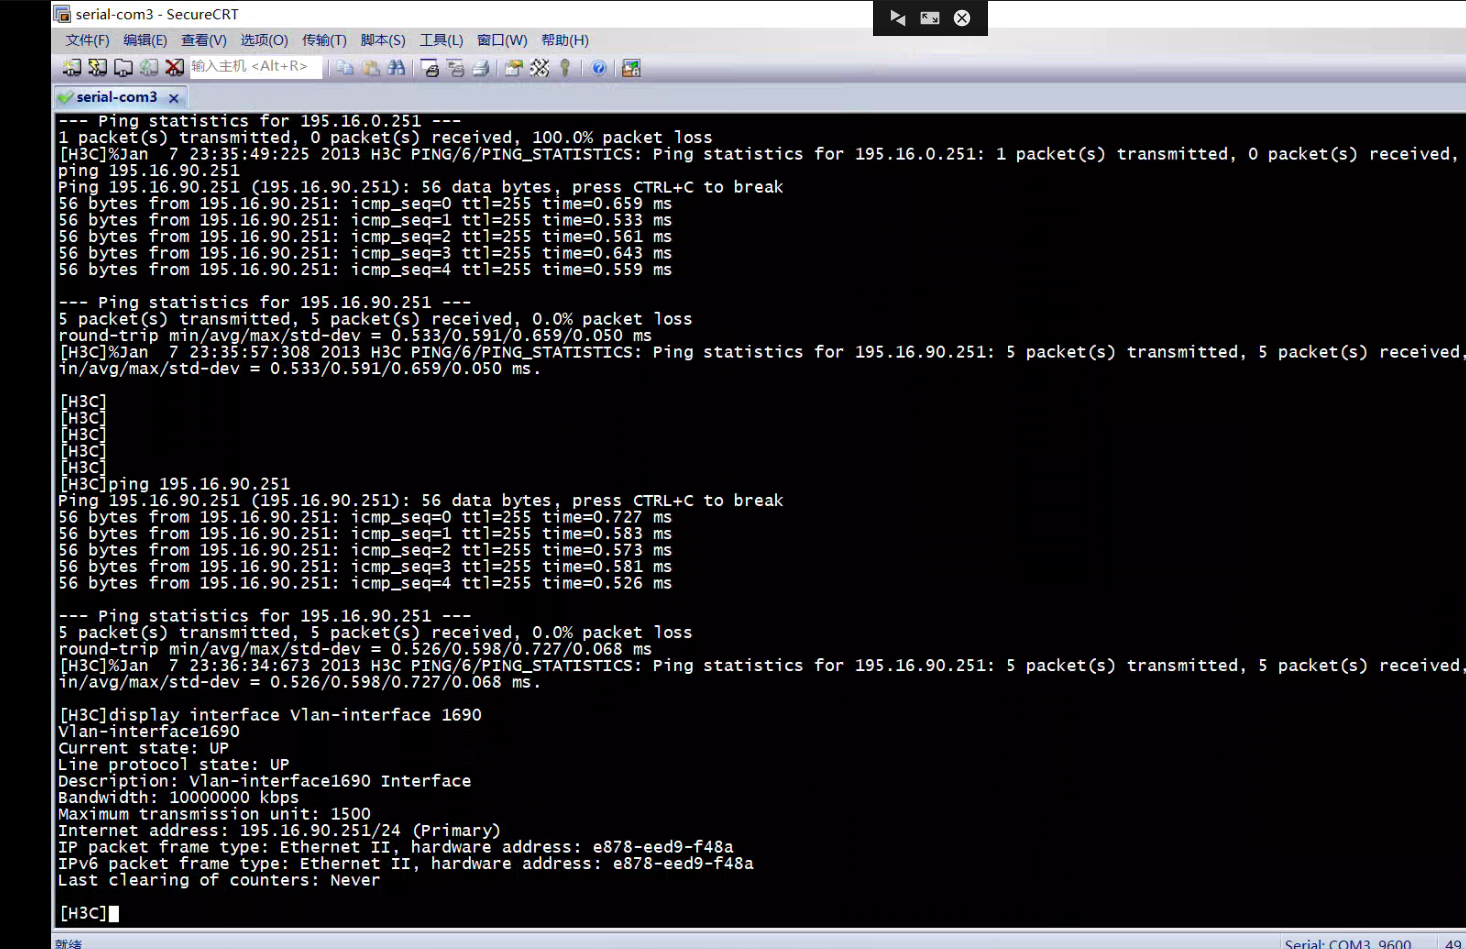 serial-com3 - SecureCRT
文件(F) 编辑(E) 查看(V) 选项(O) 传输(T) 脚本(S) 工具(L) 窗口(W) 帮助(H)
输入主机 <Alt+R>
serial-com3
--- Ping statistics for 195.16.0.251 ---
1 packet(s) transmitted, 0 packet(s) received, 100.0% packet loss
[H3C]%Jan  7 23:35:49:225 2013 H3C PING/6/PING_STATISTICS: Ping statistics for 195.16.0.251: 1 packet(s) transmitted, 0 packet(s) received,
ping 195.16.90.251
Ping 195.16.90.251 (195.16.90.251): 56 data bytes, press CTRL+C to break
56 bytes from 195.16.90.251: icmp_seq=0 ttl=255 time=0.659 ms
56 bytes from 195.16.90.251: icmp_seq=1 ttl=255 time=0.533 ms
56 bytes from 195.16.90.251: icmp_seq=2 ttl=255 time=0.561 ms
56 bytes from 195.16.90.251: icmp_seq=3 ttl=255 time=0.643 ms
56 bytes from 195.16.90.251: icmp_seq=4 ttl=255 time=0.559 ms
--- Ping statistics for 195.16.90.251 ---
5 packet(s) transmitted, 5 packet(s) received, 0.0% packet loss
round-trip min/avg/max/std-dev = 0.533/0.591/0.659/0.050 ms
[H3C]%Jan  7 23:35:57:308 2013 H3C PING/6/PING_STATISTICS: Ping statistics for 195.16.90.251: 5 packet(s) transmitted, 5 packet(s) received,
in/avg/max/std-dev = 0.533/0.591/0.659/0.050 ms.
[H3C]
[H3C]
[H3C]
[H3C]
[H3C]
[H3C]ping 195.16.90.251
Ping 195.16.90.251 (195.16.90.251): 56 data bytes, press CTRL+C to break
56 bytes from 195.16.90.251: icmp_seq=0 ttl=255 time=0.727 ms
56 bytes from 195.16.90.251: icmp_seq=1 ttl=255 time=0.583 ms
56 bytes from 195.16.90.251: icmp_seq=2 ttl=255 time=0.573 ms
56 bytes from 195.16.90.251: icmp_seq=3 ttl=255 time=0.581 ms
56 bytes from 195.16.90.251: icmp_seq=4 ttl=255 time=0.526 ms
--- Ping statistics for 195.16.90.251 ---
5 packet(s) transmitted, 5 packet(s) received, 0.0% packet loss
round-trip min/avg/max/std-dev = 0.526/0.598/0.727/0.068 ms
[H3C]%Jan  7 23:36:34:673 2013 H3C PING/6/PING_STATISTICS: Ping statistics for 195.16.90.251: 5 packet(s) transmitted, 5 packet(s) received,
in/avg/max/std-dev = 0.526/0.598/0.727/0.068 ms.
[H3C]display interface Vlan-interface 1690
Vlan-interface1690
Current state: UP
Line protocol state: UP
Description: Vlan-interface1690 Interface
Bandwidth: 10000000 kbps
Maximum transmission unit: 1500
Internet address: 195.16.90.251/24 (Primary)
IP packet frame type: Ethernet II, hardware address: e878-eed9-f48a
IPv6 packet frame type: Ethernet II, hardware address: e878-eed9-f48a
Last clearing of counters: Never
[H3C]
就绪 Serial: COM3, 9600 49